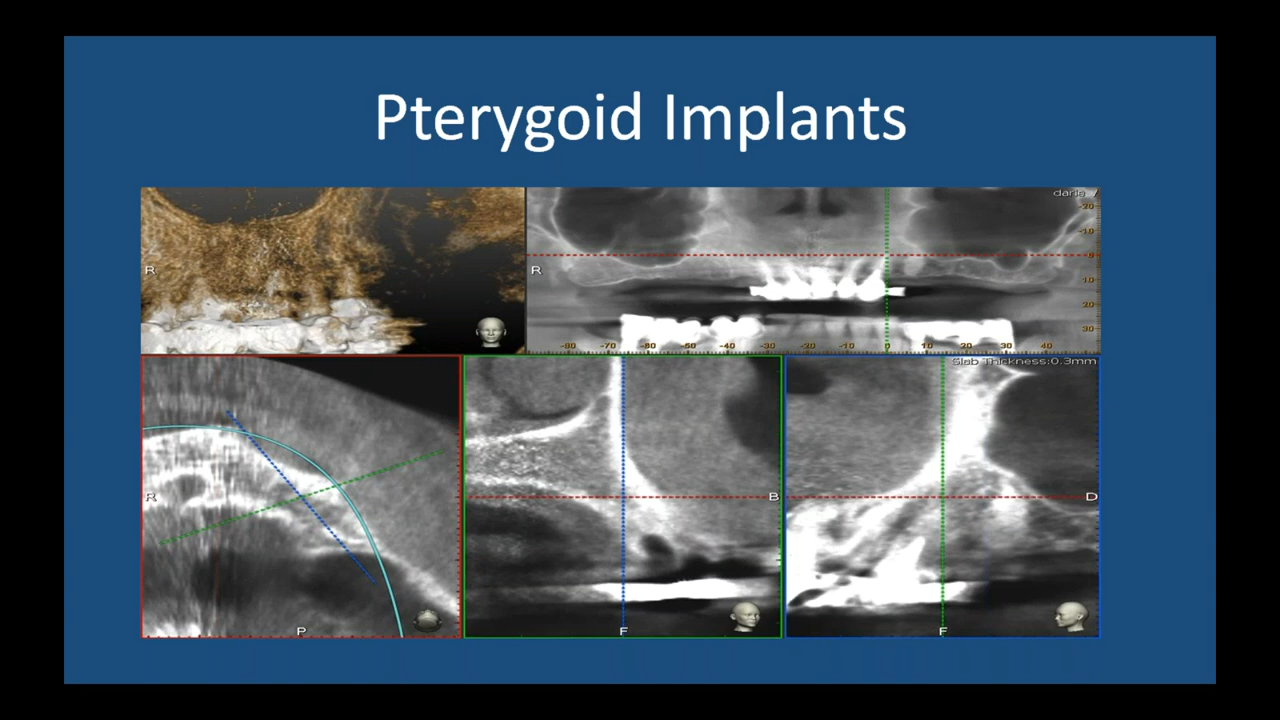 Pterygoid Implants
R
R
-20
-10
0
10
20
30
-80 -70 -60 -50 -40 -30 -20 -10 0 10 20 30 40
R
P
B
F
Slab Thickness:0.3mm
D
F